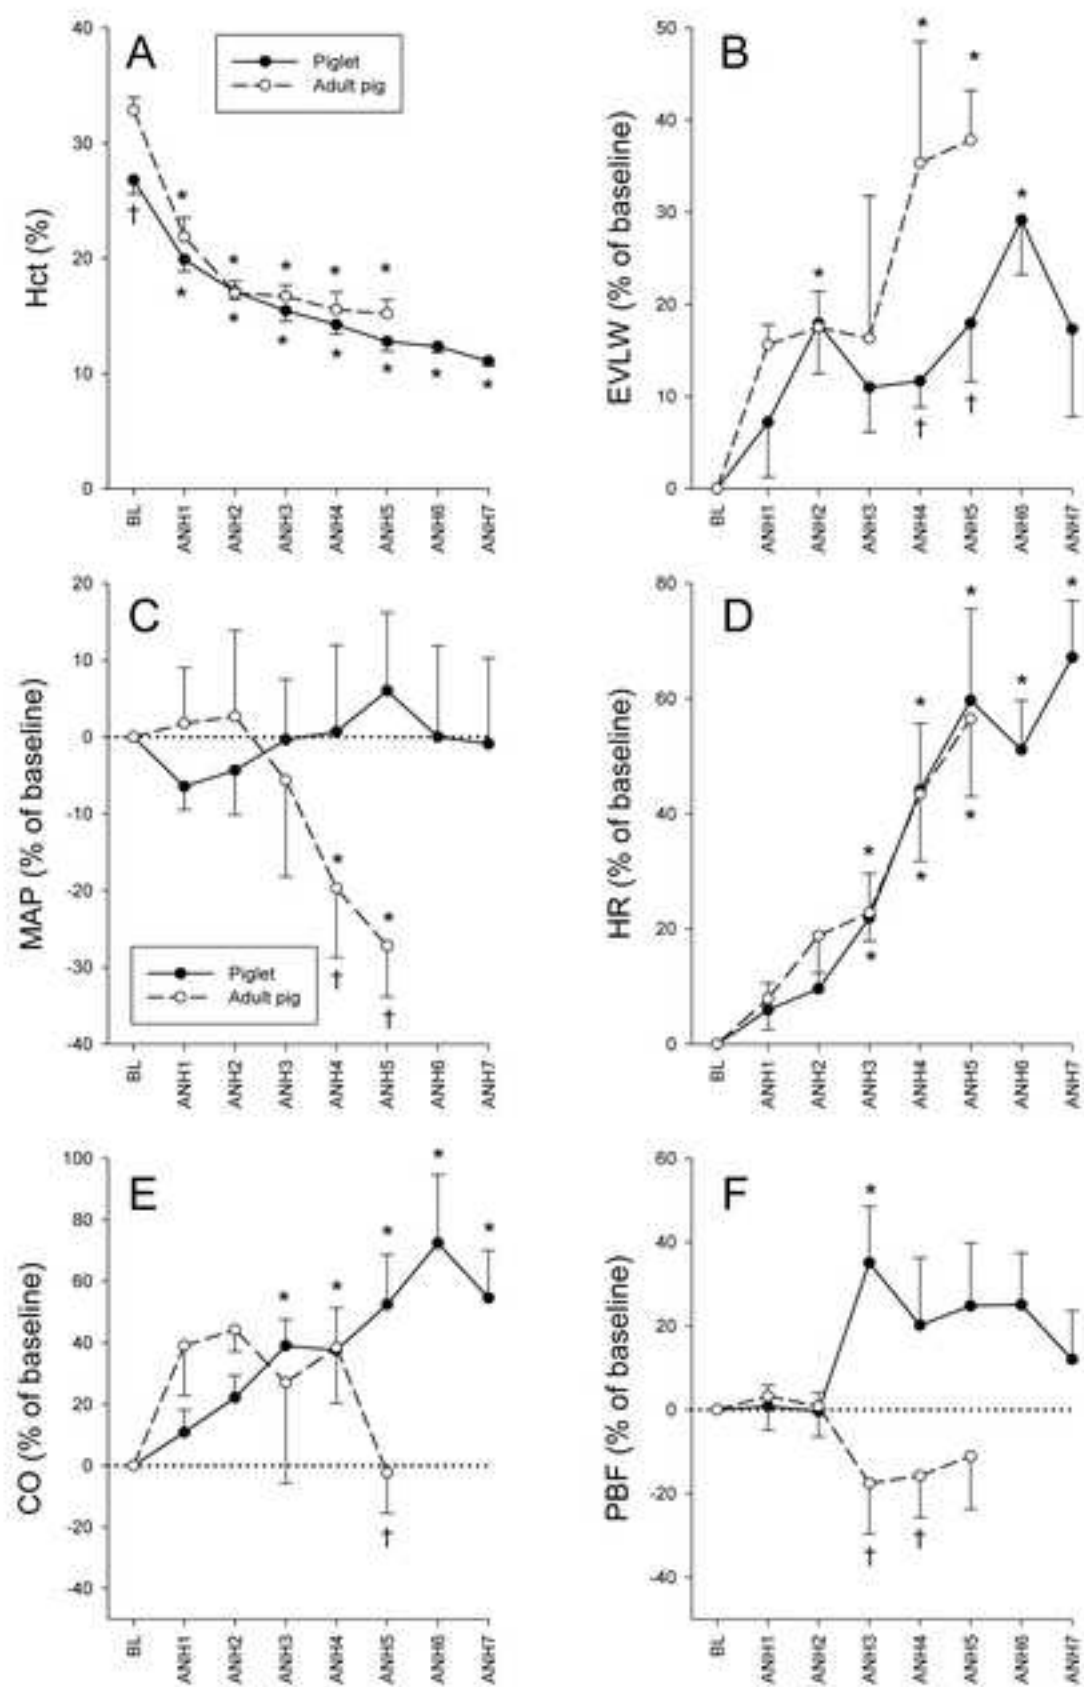 A
Piglet
Adult pig
Hct (%)
40
30
20
10
0
†
* * * * *
* * * * * * *
BL ANH1 ANH2 ANH3 ANH4 ANH5 ANH6 ANH7
B
EVLW (% of baseline)
50
40
30
20
10
0
* * * *
† †
BL ANH1 ANH2 ANH3 ANH4 ANH5 ANH6 ANH7
C
MAP (% of baseline)
20
10
0
-10
-20
-30
-40
* *
† †
Piglet
Adult pig
BL ANH1 ANH2 ANH3 ANH4 ANH5 ANH6 ANH7
D
HR (% of baseline)
80
60
40
20
0
* * * * *
* * *
BL ANH1 ANH2 ANH3 ANH4 ANH5 ANH6 ANH7
E
CO (% of baseline)
100
80
60
40
20
0
-20
-40
* * * * *
†
BL ANH1 ANH2 ANH3 ANH4 ANH5 ANH6 ANH7
F
PBF (% of baseline)
60
40
20
0
-20
-40
*
† †
BL ANH1 ANH2 ANH3 ANH4 ANH5 ANH6 ANH7